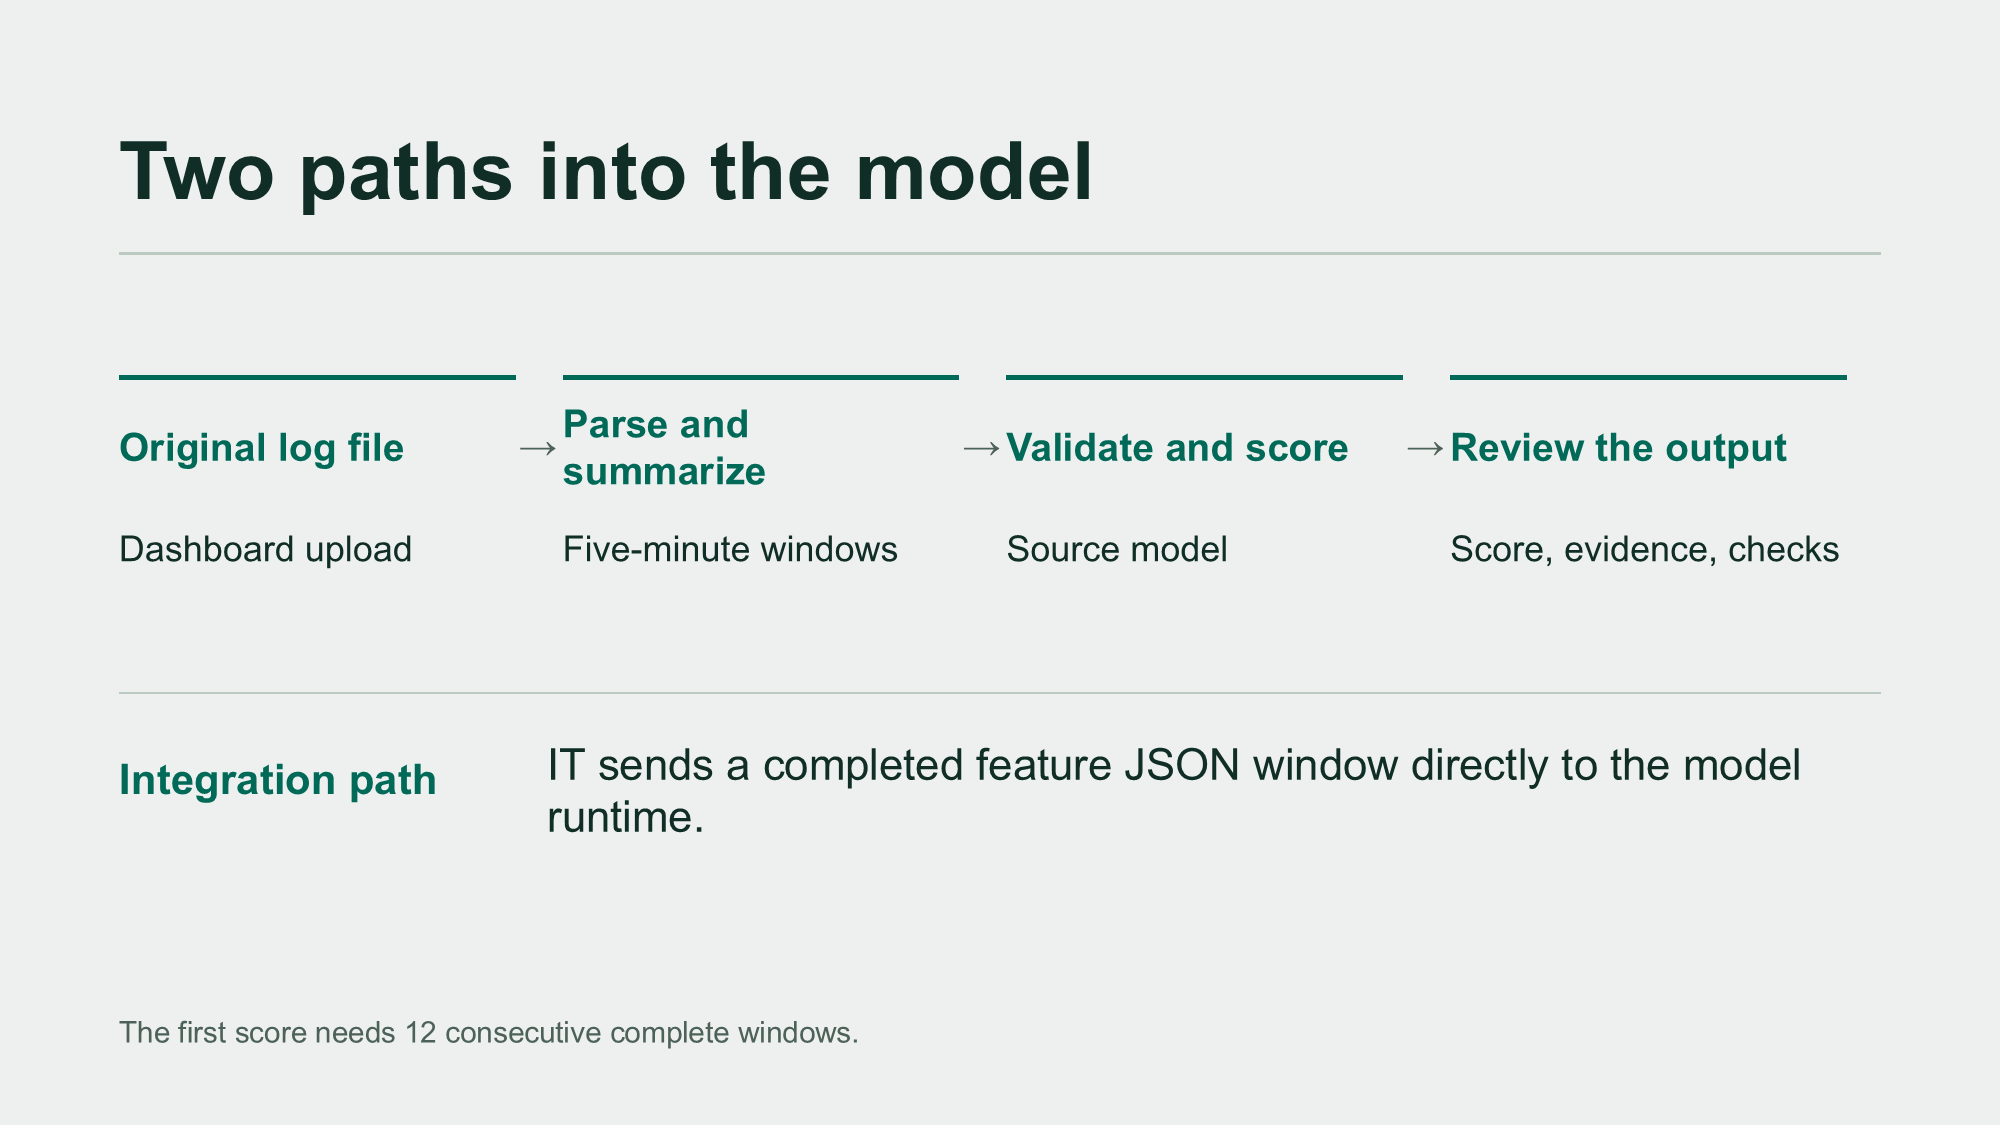 Two paths into the model
Original log file
→
Parse and
summarize
→
Validate and score
→
Review the output
Dashboard upload
Five-minute windows
Source model
Score, evidence, checks
Integration path
IT sends a completed feature JSON window directly to the model
runtime.
The first score needs 12 consecutive complete windows.